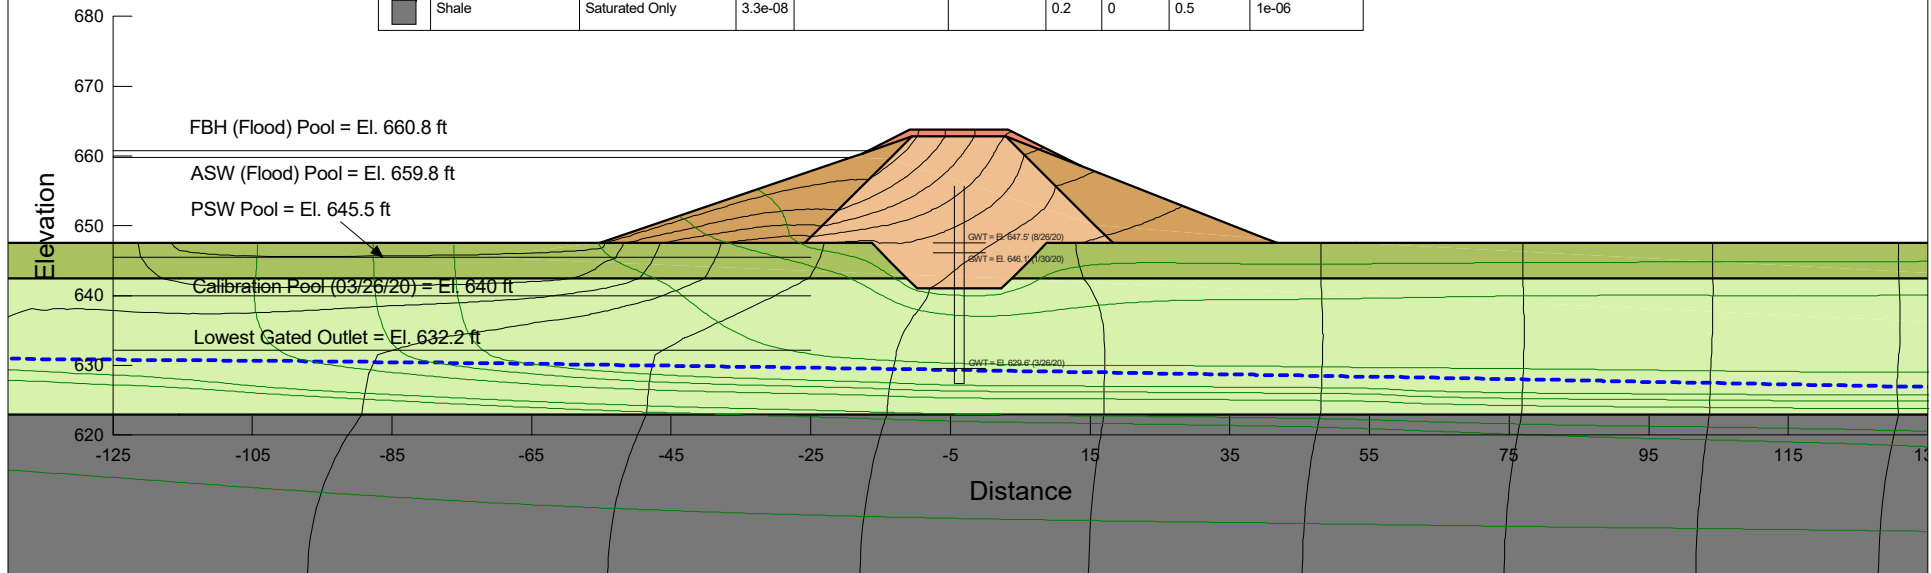 Shale Saturated Only 3.3e-08 0.2 0 0.5 1e-06
680
670
FBH (Flood) Pool = El. 660.8 ft
660
ASW (Flood) Pool = El. 659.8 ft
PSW Pool = El. 645.5 ft
650
GWT = El. 647.5' (8/26/20)
GWT = El. 646.1' (1/30/20)
Elevation
Calibration Pool (03/26/20) = El. 640 ft
640
Lowest Gated Outlet = El. 632.2 ft
630
GWT = El. 629.6' (3/26/20)
620
-125 -105 -85 -65 -45 -25 -5 15 35 55 75 95 115
Distance